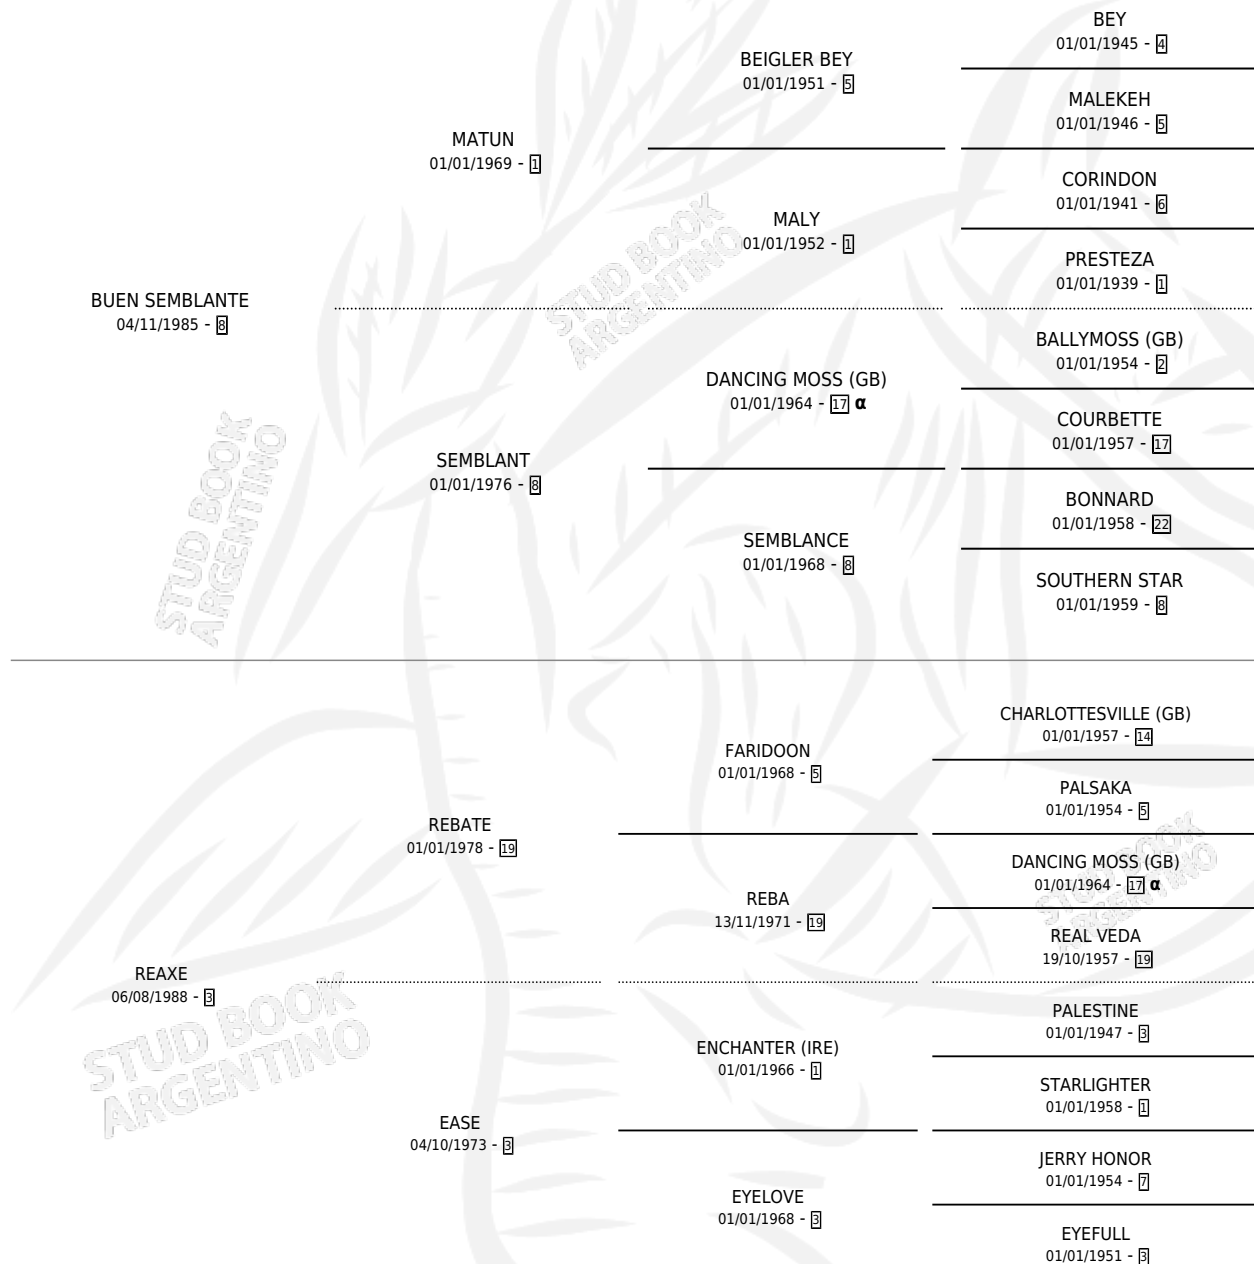 BEY
01/01/1945 - 4
BEIGLER BEY
01/01/1951 - 5
MALEKEH
01/01/1946 - 5
MATUN
01/01/1969 - 1
CORINDON
01/01/1941 - 6
MALY
01/01/1952 - 1
PRESTEZA
01/01/1939 - 1
BUEN SEMBLANTE
04/11/1985 - 8
STUD BOOK
ARGENTINO
BALLYMOSS (GB)
01/01/1954 - 2
DANCING MOSS (GB)
01/01/1964 - 17 α
COURBETTE
01/01/1957 - 17
SEMBLANT
01/01/1976 - 8
BONNARD
01/01/1958 - 22
SEMBLANCE
01/01/1968 - 8
SOUTHERN STAR
01/01/1959 - 8
STUD BOOK
ARGENTINO
CHARLOTTESVILLE (GB)
01/01/1957 - 14
FARIDOON
01/01/1968 - 5
PALSAKA
01/01/1954 - 5
REBATE
01/01/1978 - 19
DANCING MOSS (GB)
01/01/1964 - 17 α
REBA
13/11/1971 - 19
REAL VEDA
19/10/1957 - 19
STUD BOOK
ARGENTINO
REAXE
06/08/1988 - 3
PALESTINE
01/01/1947 - 3
ENCHANTER (IRE)
01/01/1966 - 1
STARLIGHTER
01/01/1958 - 1
STUD BOOK
ARGENTINO
EASE
04/10/1973 - 3
JERRY HONOR
01/01/1954 - 7
EYELOVE
01/01/1968 - 3
EYEFULL
01/01/1951 - 3